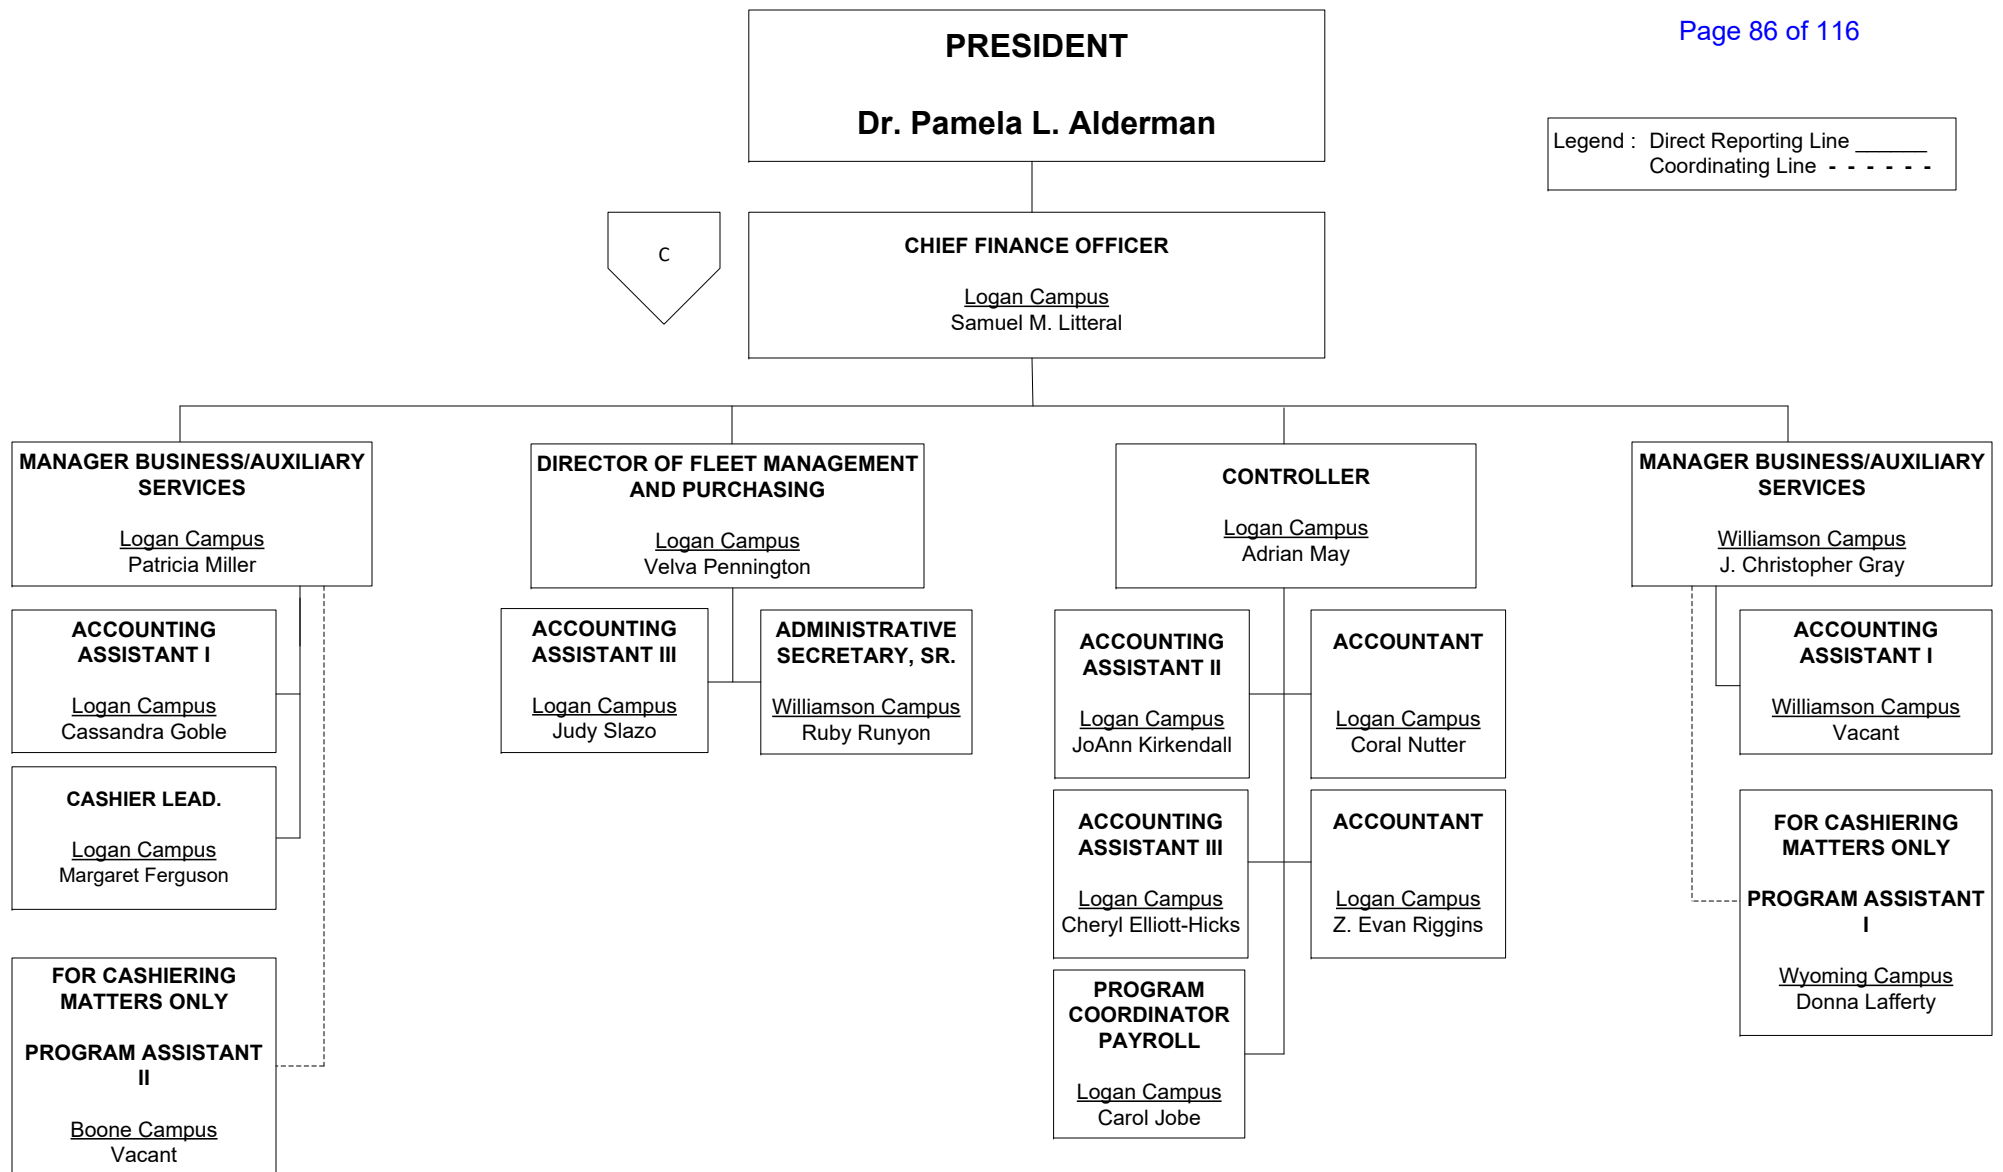 Page 86 of 116
PRESIDENT
Dr. Pamela L. Alderman
Legend : Direct Reporting Line ______
Coordinating Line - - - - - -
C
CHIEF FINANCE OFFICER
Logan Campus
Samuel M. Litteral
MANAGER BUSINESS/AUXILIARY
SERVICES
Logan Campus
Patricia Miller
DIRECTOR OF FLEET MANAGEMENT
AND PURCHASING
Logan Campus
Velva Pennington
CONTROLLER
Logan Campus
Adrian May
MANAGER BUSINESS/AUXILIARY
SERVICES
Williamson Campus
J. Christopher Gray
ACCOUNTING
ASSISTANT I
Logan Campus
Cassandra Goble
CASHIER LEAD.
Logan Campus
Margaret Ferguson
FOR CASHIERING
MATTERS ONLY
PROGRAM ASSISTANT
II
Boone Campus
Vacant
ACCOUNTING
ASSISTANT III
Logan Campus
Judy Slazo
ADMINISTRATIVE
SECRETARY, SR.
Williamson Campus
Ruby Runyon
ACCOUNTING
ASSISTANT II
Logan Campus
JoAnn Kirkendall
ACCOUNTANT
Logan Campus
Coral Nutter
ACCOUNTING
ASSISTANT III
Logan Campus
Cheryl Elliott-Hicks
ACCOUNTANT
Logan Campus
Z. Evan Riggins
PROGRAM
COORDINATOR
PAYROLL
Logan Campus
Carol Jobe
ACCOUNTING
ASSISTANT I
Williamson Campus
Vacant
FOR CASHIERING
MATTERS ONLY
PROGRAM ASSISTANT
I
Wyoming Campus
Donna Lafferty